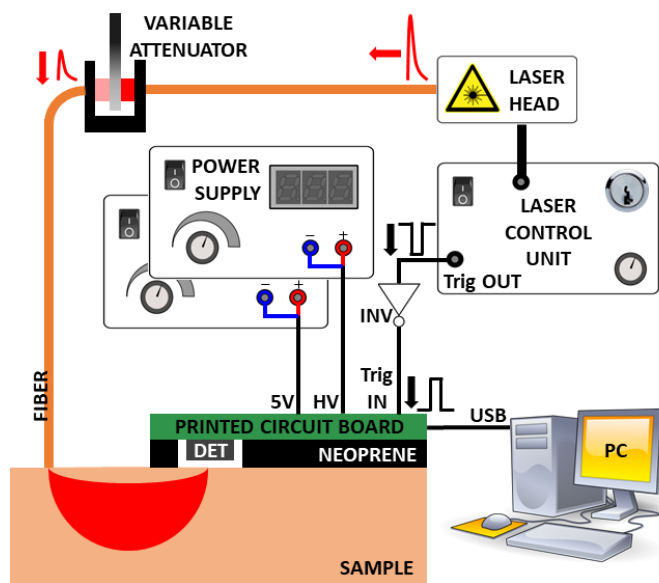 VARIABLE
ATTENUATOR
LASER
HEAD
POWER
SUPPLY
I
O
I
O
I
O
− +
− +
LASER
CONTROL
UNIT
Trig OUT
INV
Trig
IN
5V HV
USB
FIBER
PRINTED CIRCUIT BOARD
DET
NEOPRENE
PC
SAMPLE